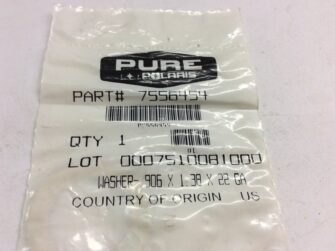 PURE
POLARIS
PART# 7556454
QTY 1
LOT 0007510081000
WASHER-.906 X 1.38 X 22 GA
COUNTRY OF ORIGIN US